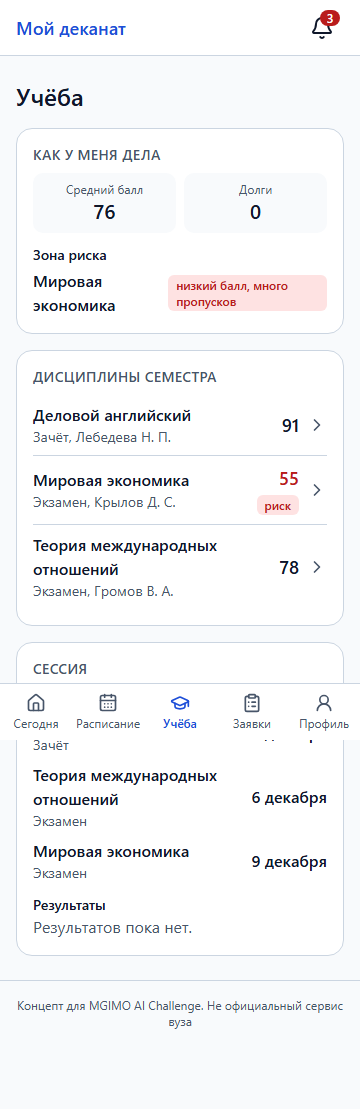 Мой деканат
3
Учёба
КАК У МЕНЯ ДЕЛА
Средний балл
76
Долги
0
Зона риска
Мировая
экономика
низкий балл, много
пропусков
ДИСЦИПЛИНЫ СЕМЕСТРА
Деловой английский
Зачёт, Лебедева Н. П.
91
Мировая экономика
Экзамен, Крылов Д. С.
55
риск
Теория международных
отношений
Экзамен, Громов В. А.
78
СЕССИЯ
Сегодня
Расписание
Учёба
Заявки
Профиль
Зачёт
Теория международных
отношений
Экзамен
6 декабря
Мировая экономика
Экзамен
9 декабря
Результаты
Результатов пока нет.
Концепт для MGIMO AI Challenge. Не официальный сервис
вуза